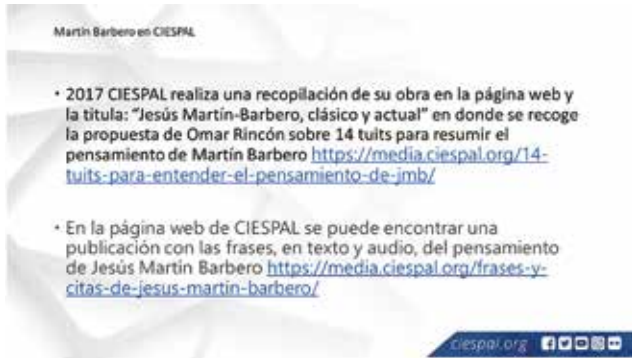 Martín Barbero en CIESPAL
• 2017 CIESPAL realiza una recopilación de su obra en la página web y
la titula: “Jesús Martín-Barbero, clásico y actual” en donde se recoge
la propuesta de Omar Rincón sobre 14 tuits para resumir el
pensamiento de Martín Barbero https://media.ciespal.org/14-
tuits-para-entender-el-pensamiento-de-jmb/
• En la página web de CIESPAL se puede encontrar una
publicación con las frases, en texto y audio, del pensamiento
de Jesús Martín Barbero https://media.ciespal.org/frases-y-
citas-de-jesus-martin-barbero/
ciespal.org